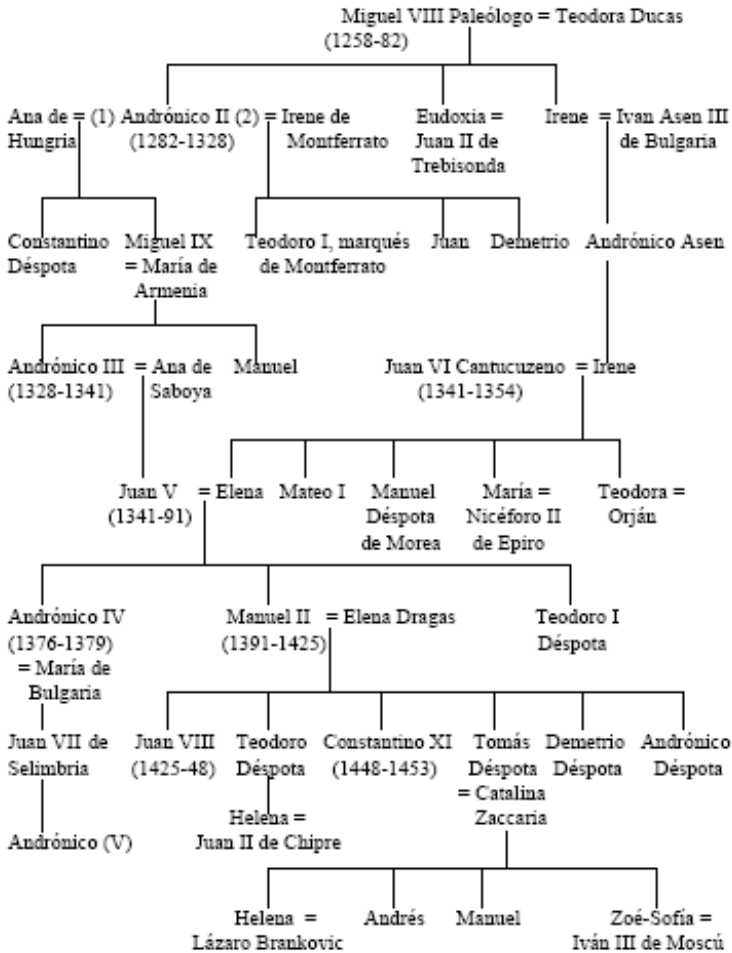 Miguel VIII Paleólogo = Teodora Ducas
(1258-82)
Ana de = (1) Andrónico II (2) = Irene de Eudoxia = Irene = Ivan Asen III
Hungria (1282-1328) Montferrato Juan II de de Bulgaria
Trebisonda
Constantino Miguel IX Teodoro I, marqués Juan Demetrio Andrónico Asen
Déspota = María de de Montferrato
Armenia
Andrónico III = Ana de Manuel Juan VI Cantucuzeno = Irene
(1328-1341) Saboya (1341-1354)
Juan V = Elena Mateo I Manuel María = Teodora =
(1341-91) Déspota Nicéforo II Orján
de Morea de Epiro
Andrónico IV Manuel II = Elena Dragas Teodoro I
(1376-1379) (1391-1425) Déspota
= María de
Bulgaria
Juan VII de Juan VIII Teodoro Constantino XI Tomás Demetrio Andrónico
Selimbria (1425-48) Déspota (1448-1453) Déspota Déspota Déspota
= Catalina
Helena = Zaccaria
Andrónico (V) Juan II de Chipre
Helena = Andrés Manuel Zoé-Sofía =
Lázaro Brankovic Iván III de Moscú